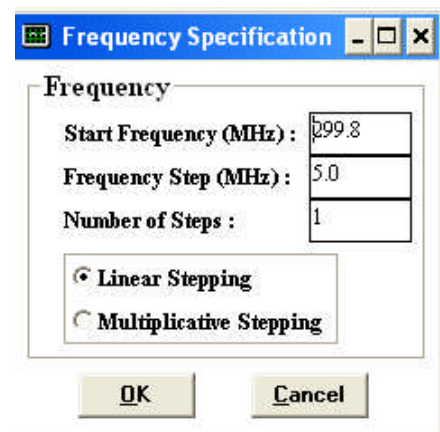 Frequency Specification
Frequency
Start Frequency (MHz) : 299.8
Frequency Step (MHz) : 5.0
Number of Steps : 1
Linear Stepping
Multiplicative Stepping
OK Cancel